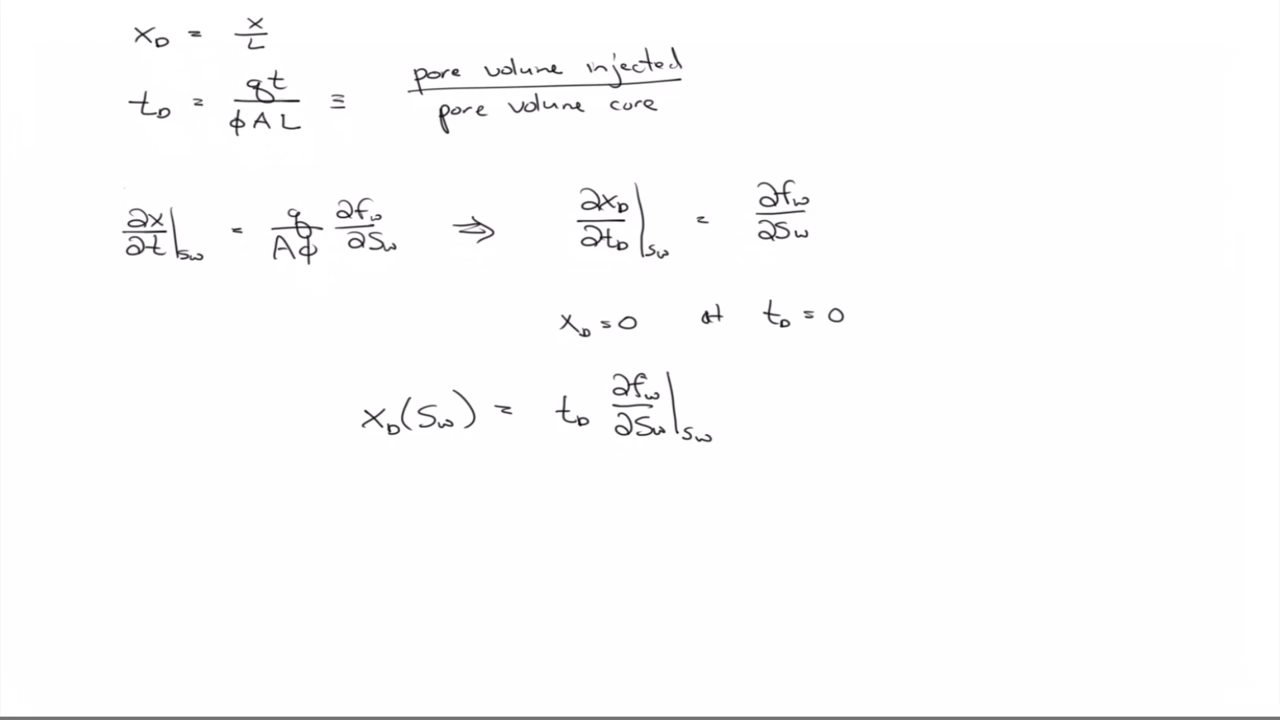 x_D = x/L
t_D = qt/ϕAL ≡ pore volume injected / pore volume core
∂x/∂t|_Sw = q/Aϕ ∂f_w/∂S_w ⇒ ∂x_D/∂t_D|_Sw = ∂f_w/∂S_w
x_D = 0 at t_D = 0
x_D(S_w) = t_D ∂f_w/∂S_w|_Sw